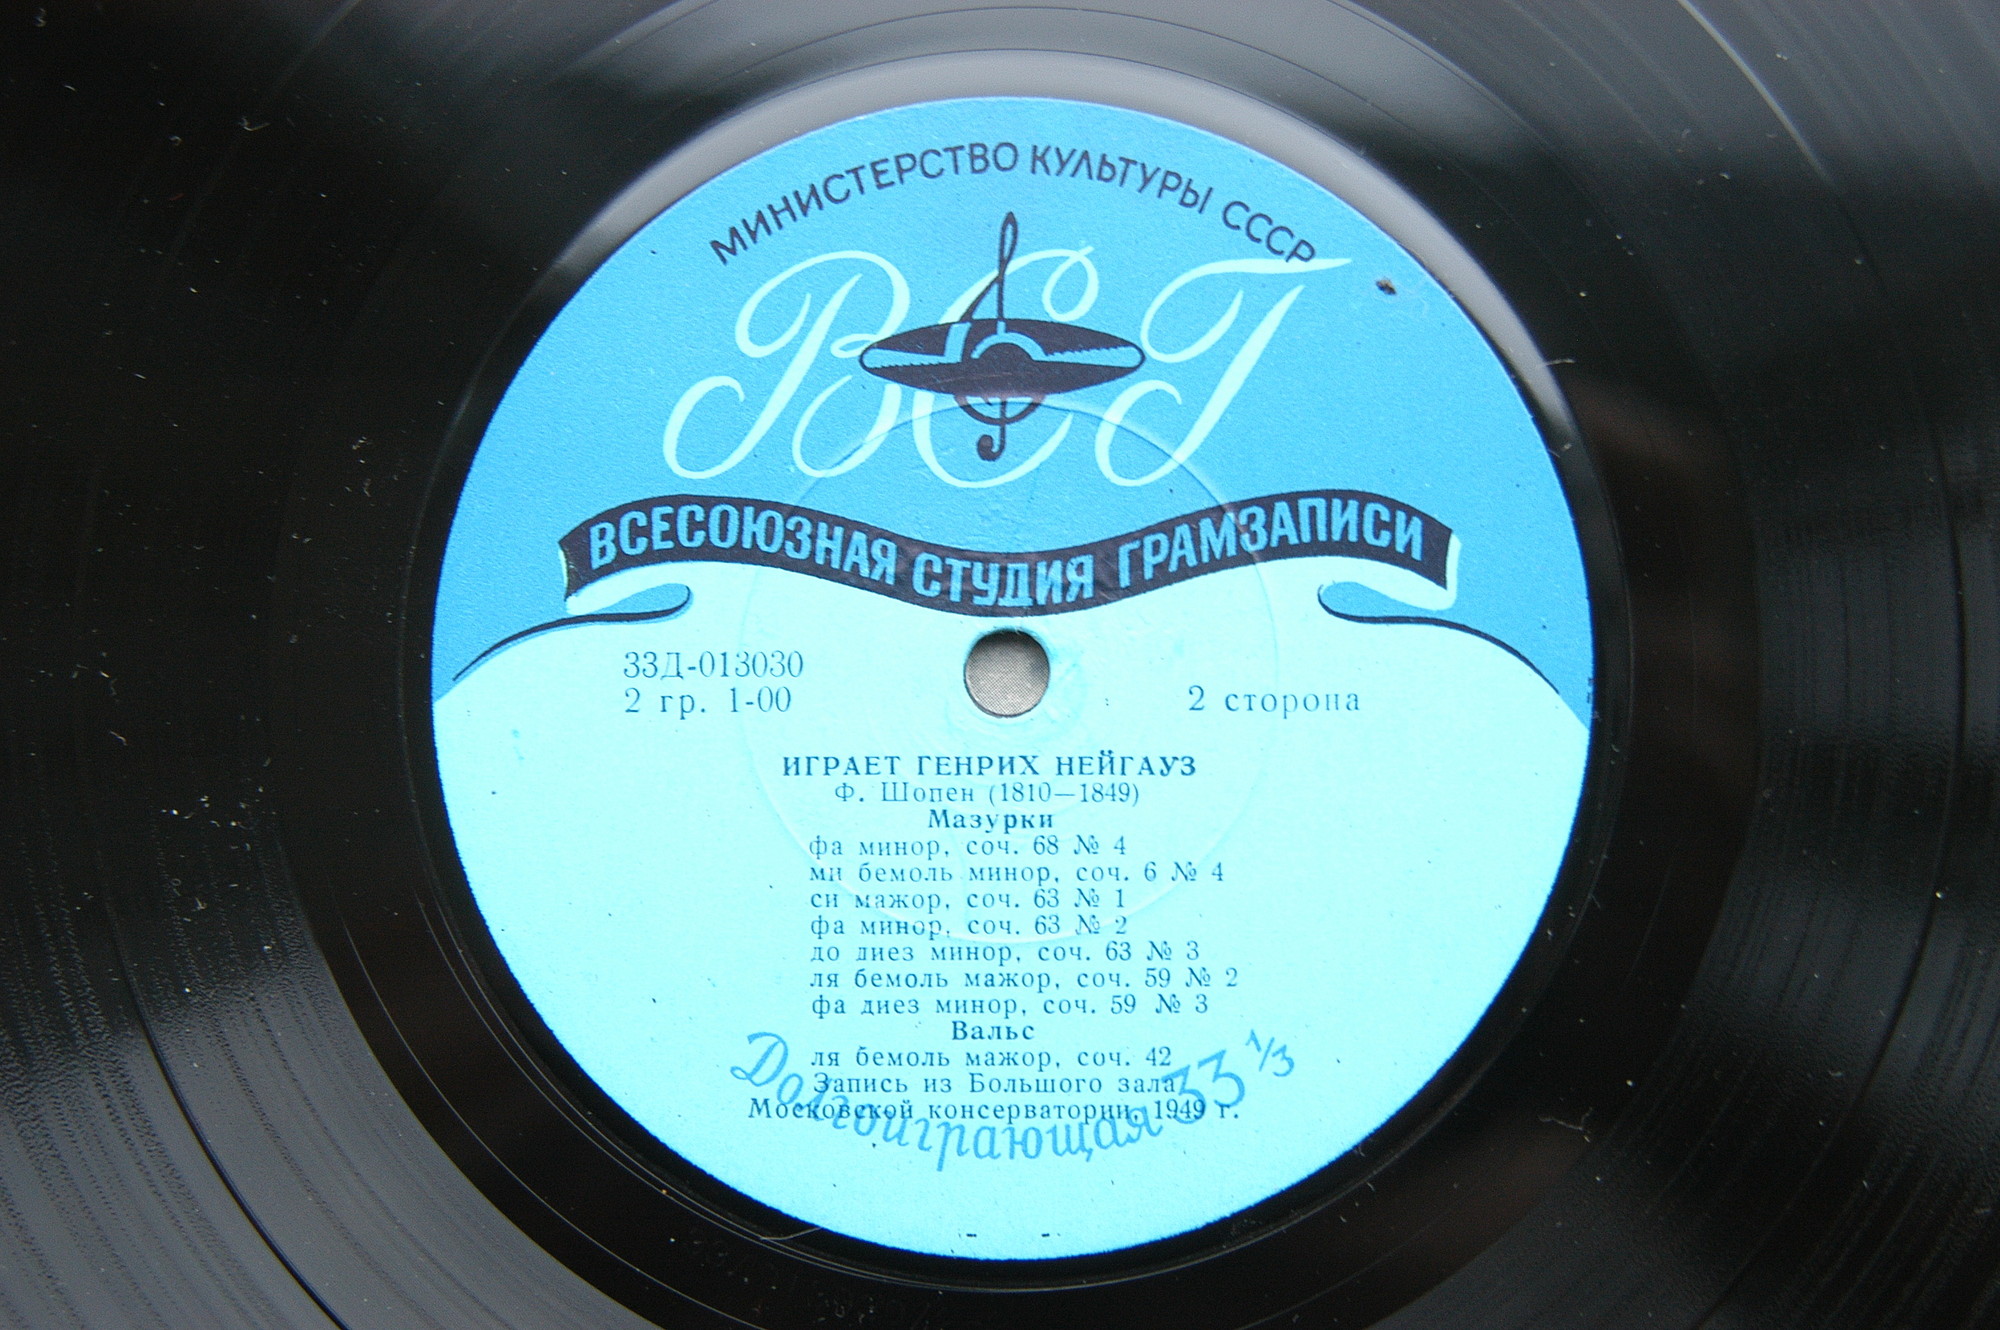 МИНИСТЕРСТВО КУЛЬТУРЫ СССР
ВСГ
ВСЕСОЮЗНАЯ СТУДИЯ ГРАМЗАПИСИ
33Д-013030
2 гр. 1-00
2 сторона
ИГРАЕТ ГЕНРИХ НЕЙГАУЗ
Ф. Шопен (1810—1849)
Мазурки
фа минор, соч. 68 № 4
ми бемоль минор, соч. 6 № 4
си мажор, соч. 63 № 1
фа минор, соч. 63 № 2
до диез минор, соч. 63 № 3
ля бемоль мажор, соч. 59 № 2
фа диез минор, соч. 59 № 3
Вальс
ля бемоль мажор, соч. 42
Запись из Большого зала
Московской консерватории, 1949 г.
Долгоиграющая 33 1/3